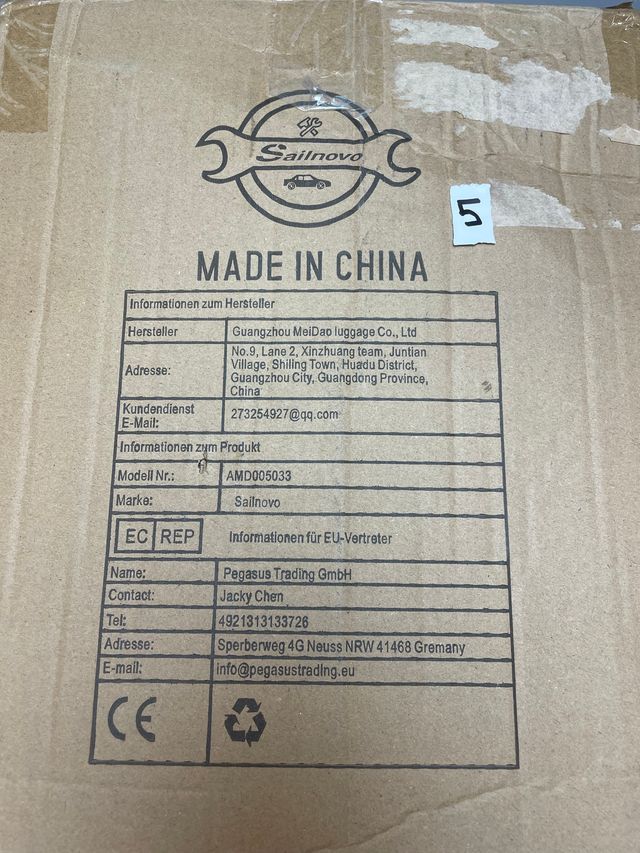 Sailnovo
5
MADE IN CHINA
Informationen zum Hersteller
Hersteller
Guangzhou MeiDao luggage Co., Ltd
Adresse:
No.9, Lane 2, Xinzhuang team, Juntian
Village, Shiling Town, Huadu District,
Guangzhou City, Guangdong Province,
China
Kundendienst
E-Mail:
273254927@qq.com
Informationen zum Produkt
Modell Nr.:
AMD005033
Marke:
Sailnovo
EC REP
Informationen für EU-Vertreter
Name:
Pegasus Trading GmbH
Contact:
Jacky Chen
Tel:
4921313133726
Adresse:
Sperberweg 4G Neuss NRW 41468 Gremany
E-mail:
info@pegasustrading.eu
CE